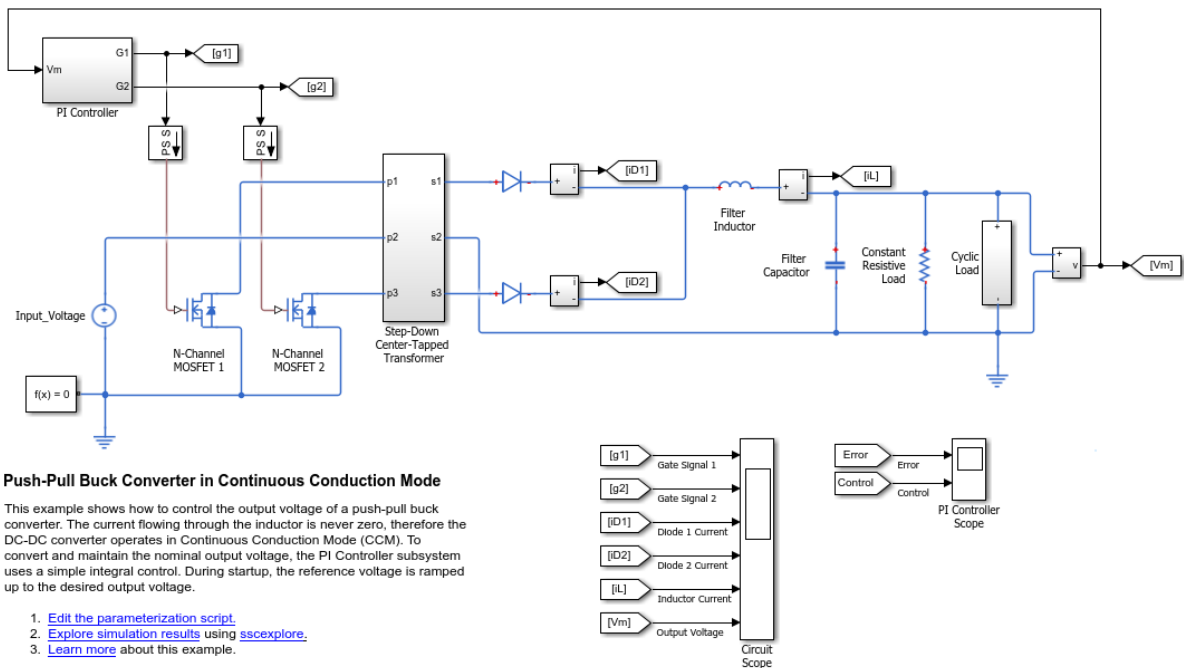 G1
[g1]
Vm
G2
[g2]
PI Controller
PS S
PS S
[iD1]
i
+
-
p1
s1
i
[iL]
+
-
Filter
Inductor
p2
s2
Filter
Capacitor
Constant
Resistive
Load
Cyclic
Load
+
-
+
-
v
[Vm]
i
[iD2]
+
-
p3
s3
Input_Voltage
Step-Down
Center-Tapped
Transformer
N-Channel
MOSFET 1
N-Channel
MOSFET 2
f(x) = 0
Push-Pull Buck Converter in Continuous Conduction Mode
This example shows how to control the output voltage of a push-pull buck
converter. The current flowing through the inductor is never zero, therefore the
DC-DC converter operates in Continuous Conduction Mode (CCM). To
convert and maintain the nominal output voltage, the PI Controller subsystem
uses a simple integral control. During startup, the reference voltage is ramped
up to the desired output voltage.
1. Edit the parameterization script.
2. Explore simulation results using sscexplore.
3. Learn more about this example.
[g1]
Gate Signal 1
[g2]
Gate Signal 2
[iD1]
Diode 1 Current
[iD2]
Diode 2 Current
[iL]
Inductor Current
[Vm]
Output Voltage
Circuit
Scope
Error
Error
Control
Control
PI Controller
Scope